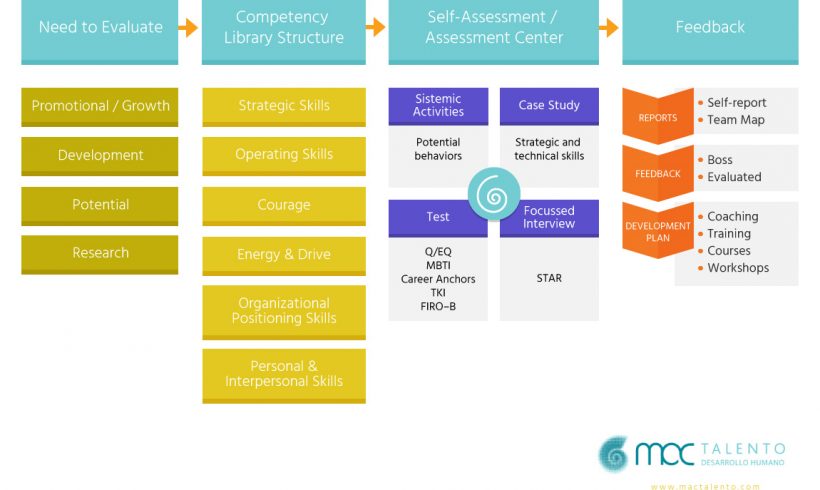 Need to Evaluate
Competency
Library Structure
Self-Assessment /
Assessment Center
Feedback
Promotional / Growth
Development
Potential
Research
Strategic Skills
Operating Skills
Courage
Energy & Drive
Organizational
Positioning Skills
Personal &
Interpersonal Skills
Sistemic
Activities
Potential
behaviors
Case Study
Strategic and
technical skills
Test
Q/EQ
MBTI
Career Anchors
TKI
FIRO–B
Focussed
Interview
STAR
REPORTS
• Self-report
• Team Map
FEEDBACK
• Boss
• Evaluated
DEVELOPMENT
PLAN
• Coaching
• Training
• Courses
• Workshops
mac TALENTO
DESARROLLO HUMANO
www.mactalento.com